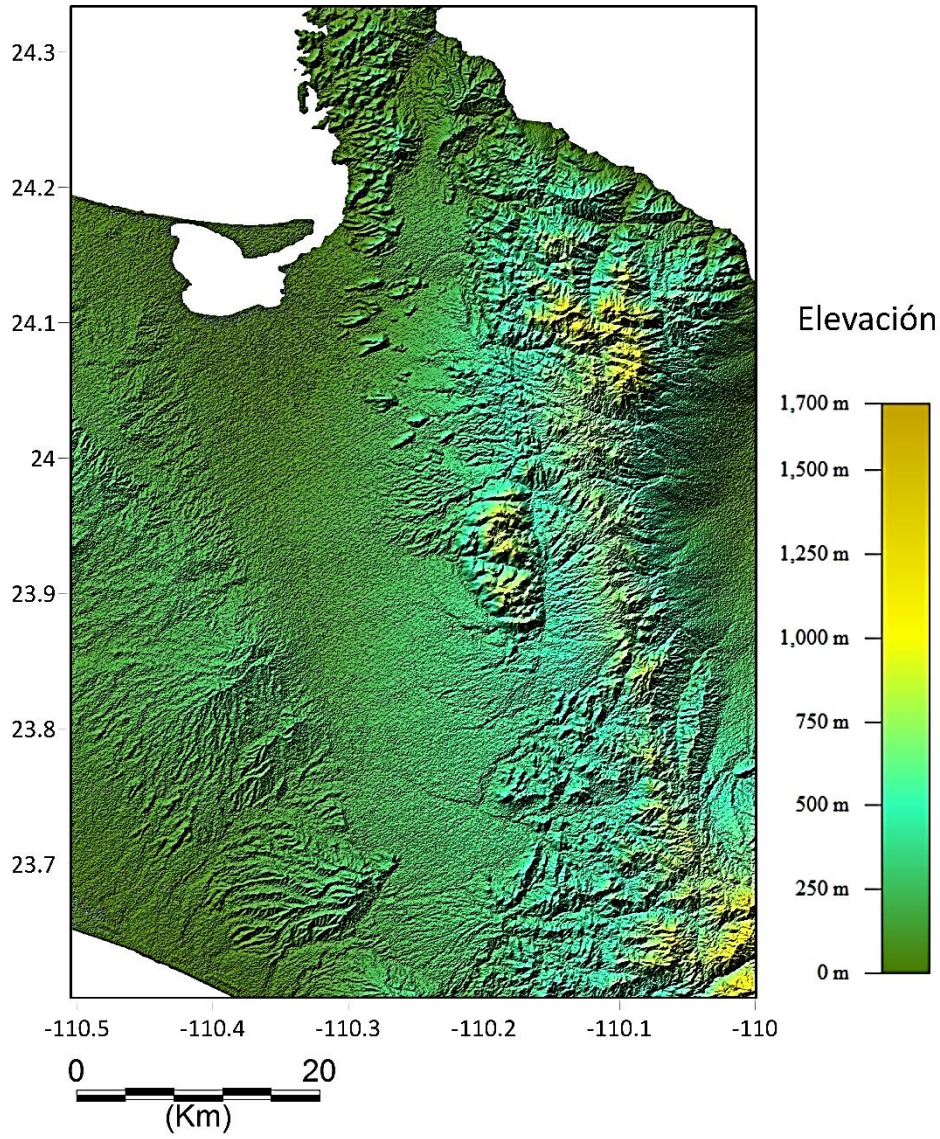 24.3
24.2
24.1
24
23.9
23.8
23.7
-110.5 -110.4 -110.3 -110.2 -110.1 -110
0 20
(Km)
Elevación
1,700 m
1,500 m
1,250 m
1,000 m
750 m
500 m
250 m
0 m